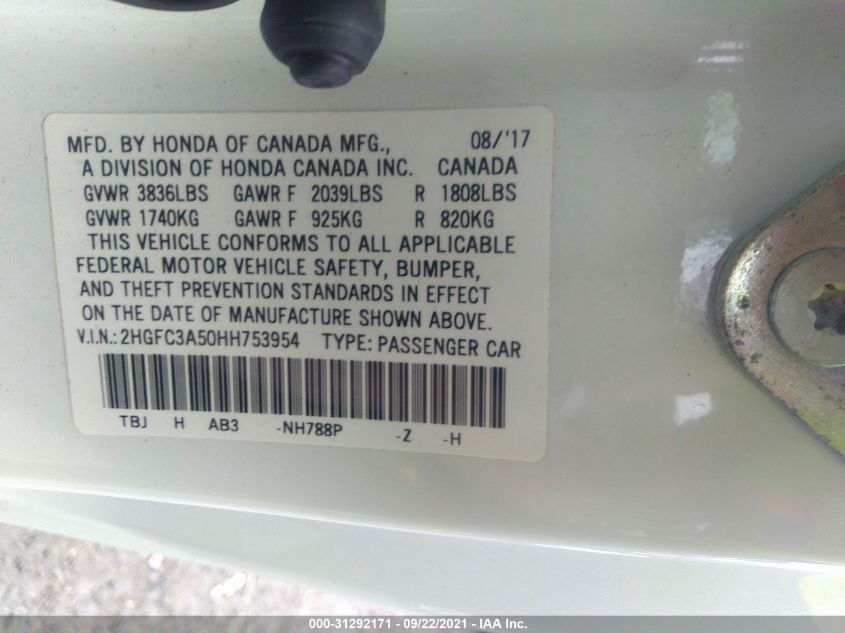 MFD. BY HONDA OF CANADA MFG., 08/'17
A DIVISION OF HONDA CANADA INC. CANADA
GVWR 3836LBS GAWR F 2039LBS R 1808LBS
GVWR 1740KG GAWR F 925KG R 820KG
THIS VEHICLE CONFORMS TO ALL APPLICABLE
FEDERAL MOTOR VEHICLE SAFETY, BUMPER,
AND THEFT PREVENTION STANDARDS IN EFFECT
ON THE DATE OF MANUFACTURE SHOWN ABOVE.
V.I.N.: 2HGFC3A50HH753954 TYPE: PASSENGER CAR
TBJ H AB3 -NH788P -Z -H
000-31292171 - 09/22/2021 - IAA Inc.